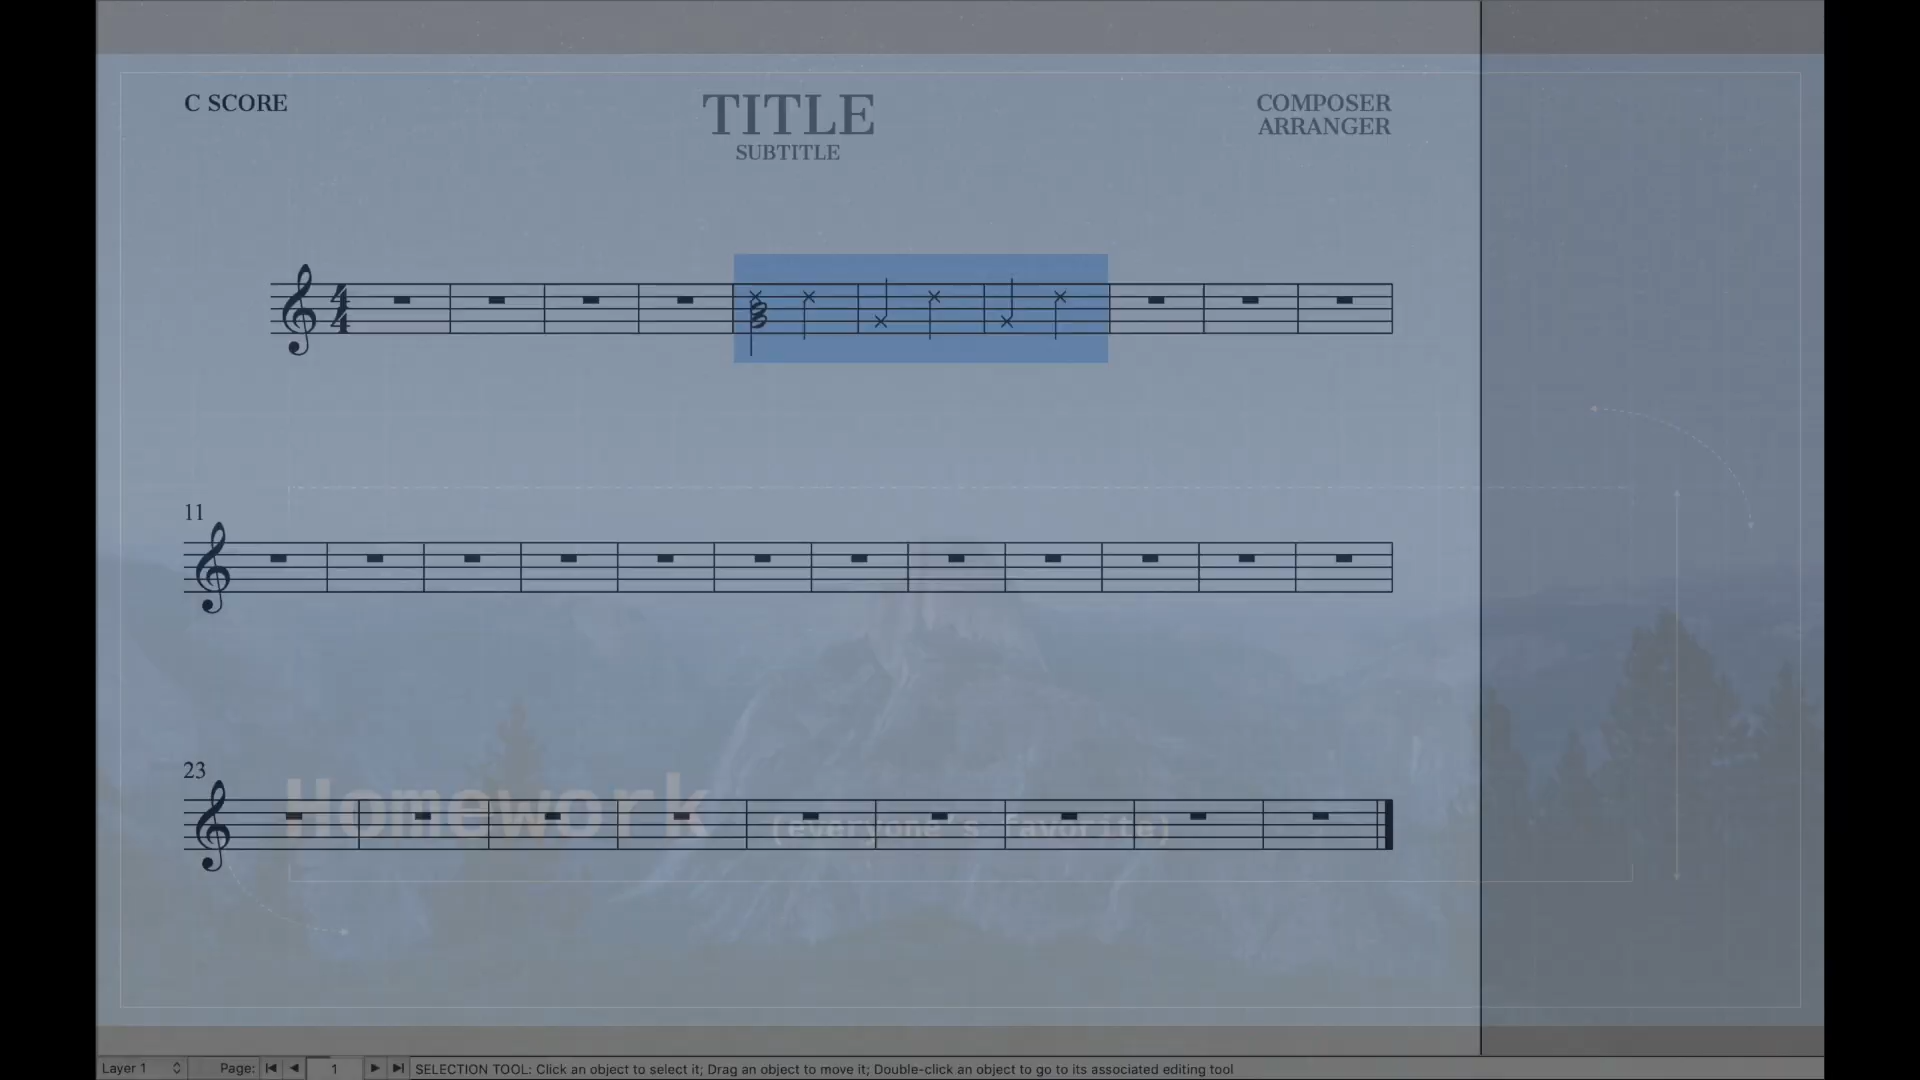 C SCORE
TITLE
SUBTITLE
COMPOSER
ARRANGER
4
4
11
23
Homework (everyone's favorite)
Layer 1 Page: 1 SELECTION TOOL: Click an object to select it; Drag an object to move it; Double-click an object to go to its associated editing tool